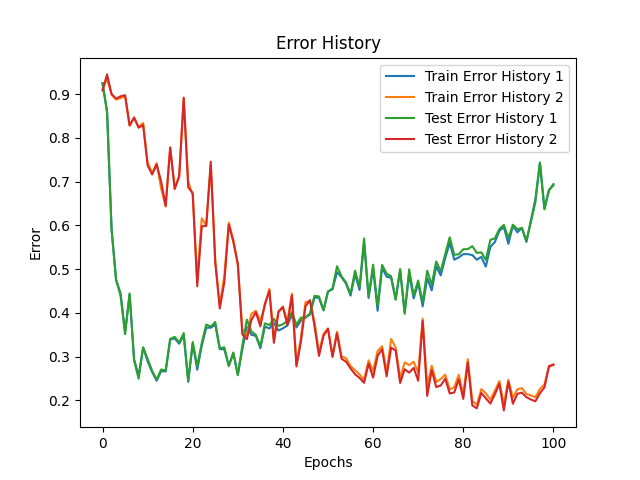 Error History
Train Error History 1
Train Error History 2
Test Error History 1
Test Error History 2
Error
0.9
0.8
0.7
0.6
0.5
0.4
0.3
0.2
0
20
40
60
80
100
Epochs